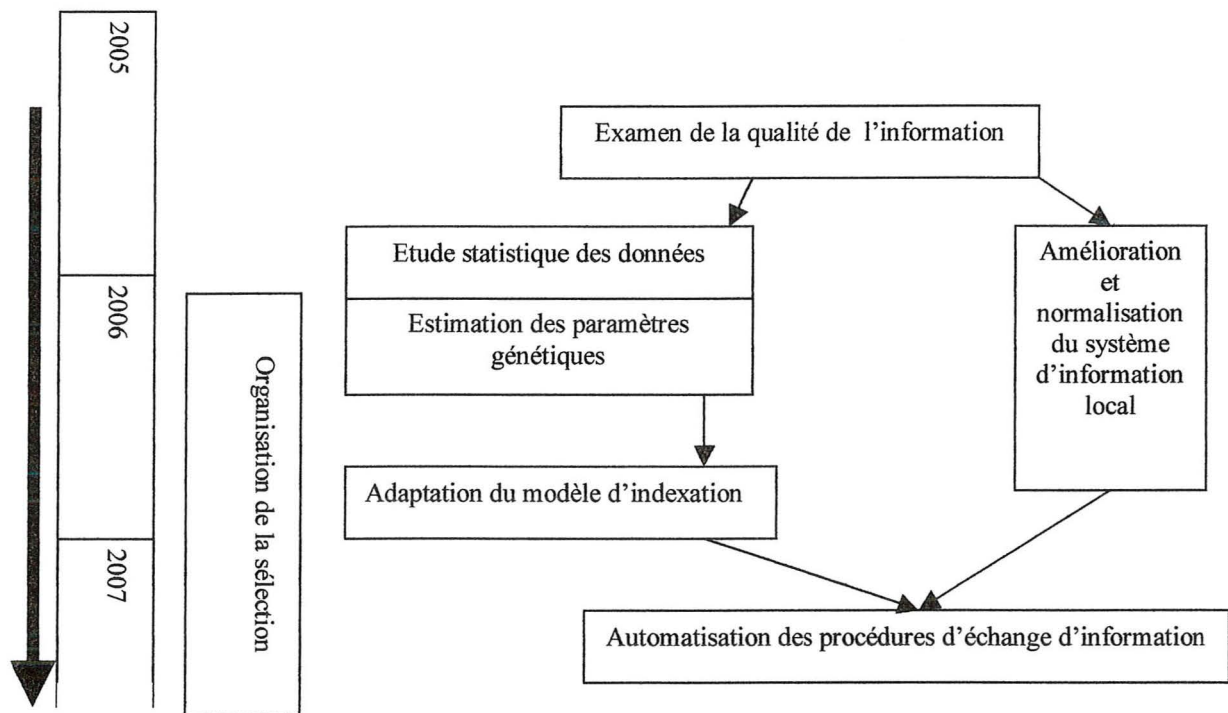 2005
2006
2007
Organisation de la sélection
Examen de la qualité de l'information
Etude statistique des données
Estimation des paramètres
génétiques
Adaptation du modèle d'indexation
Amélioration
et
normalisation
du système
d'information
local
Automatisation des procédures d'échange d'information